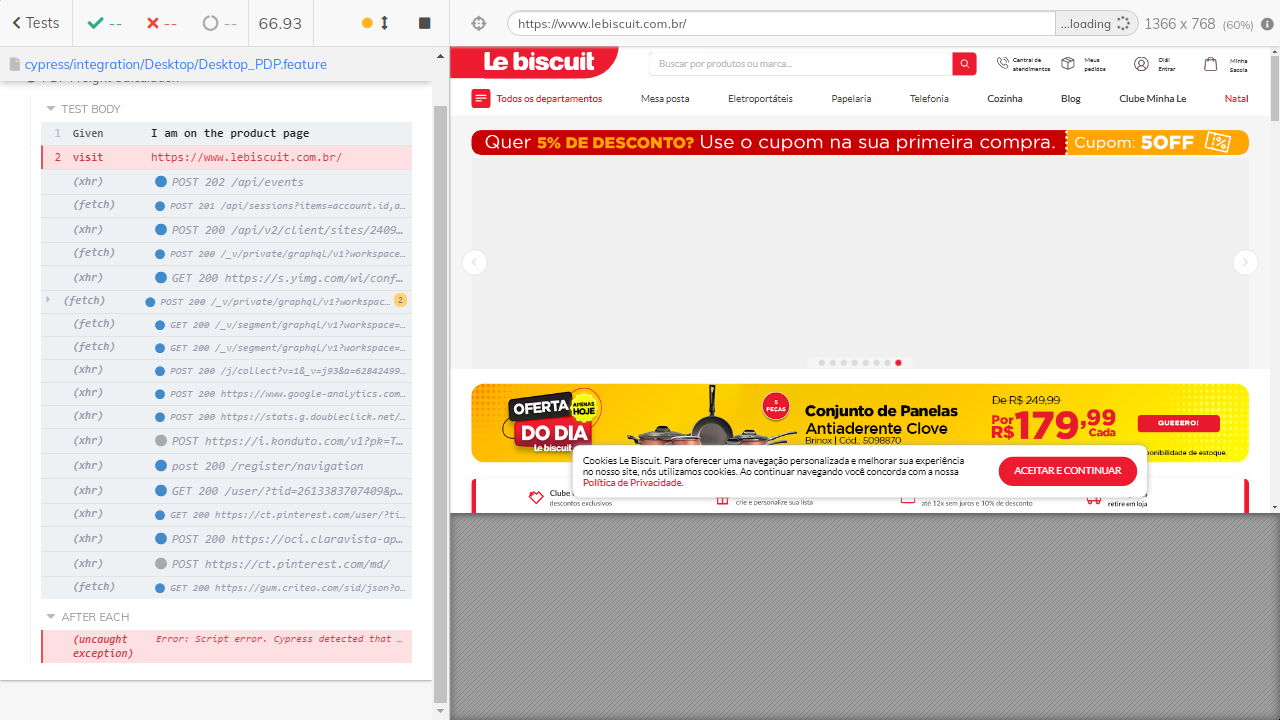 Tests
--
--
--
66.93
cypress/integration/Desktop/Desktop_PDP.feature
TEST BODY
1 Given I am on the product page
2 visit https://www.lebiscuit.com.br/
(xhr) POST 202 /api/events
(fetch) POST 201 /api/sessions?items=account.id,a…
(xhr) POST 200 /api/v2/client/sites/2409…
(fetch) POST 200 /_v/private/graphql/v1?workspace…
(xhr) GET 200 https://s.yimg.com/wi/conf…
(fetch) POST 200 /_v/private/graphql/v1?workspac… 2
(fetch) GET 200 /_v/segment/graphql/v1?workspace=…
(fetch) GET 200 /_v/segment/graphql/v1?workspace=…
(xhr) POST 200 /j/collect?v=1&_v=j93&a=62842499…
(xhr) POST 200 https://www.google-analytics.com…
(xhr) POST 200 https://stats.g.doubleclick.net/…
(xhr) POST https://i.konduto.com/v1?pk=T…
(xhr) post 200 /register/navigation
(xhr) GET 200 /user/?tid=2613383707409&p…
(xhr) GET 200 https://ct.pinterest.com/user/?ti…
(xhr) POST 200 https://oci.claravista-ap…
(xhr) POST https://ct.pinterest.com/md/
(fetch) GET 200 https://gum.criteo.com/sid/json?o…
AFTER EACH
(uncaught exception) Error: Script error. Cypress detected that …
https://www.lebiscuit.com.br/
...loading
1366 x 768 (60%)
Le biscuit
Buscar por produtos ou marca...
Central de atendimentos
Meus pedidos
Olá! Entrar
Minha Sacola
Todos os departamentos Mesa posta Eletroportáteis Papelaria Telefonia Cozinha Blog Clube Minha Le Natal
Quer 5% DE DESCONTO? Use o cupom na sua primeira compra. Cupom: 5OFF
OFERTA DO DIA
APENAS HOJE
le biscuit
5 PEÇAS
Conjunto de Panelas
Antiaderente Clove
Brinox | Cód.: 5098870
De R$ 249,99
Por R$ 179,99 Cada
QUEEERO!
ponibilidade de estoque.
Cookies Le Biscuit. Para oferecer uma navegação personalizada e melhorar sua experiência
no nosso site, nós utilizamos cookies. Ao continuar navegando você concorda com a nossa
Política de Privacidade.
ACEITAR E CONTINUAR
Clube
descontos exclusivos
crie e personalize sua lista
até 12x sem juros e 10% de desconto
retire em loja